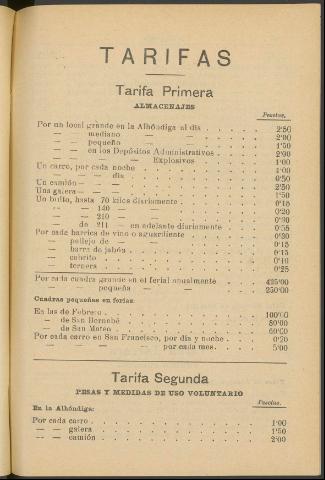 TARIFAS
Tarifa Primera
ALMACENAJES
Pesetas.
Por un local grande en la Alhóndiga al día . . . . . 2'50
— — mediano — — . . . . . 2'00
— — pequeño — — . . . . . 1'50
— — en los Depósitos Administrativos . . . . 2'00
— — — — Explosivos . . . . 1'00
Un carro, por cada noche . . . . . 1'00
— — — día . . . . . 0'50
Un camión — — . . . . . 2'50
Una galera — — . . . . . 1'50
Un bulto, hasta 70 kilos diariamente . . . . . 0'15
— — 140 — . . . . . 0'20
— — 210 — . . . . . 0'30
— de 211 en adelante diariamente . . . 0'35
Por cada barrica de vino o aguardiente . . . . . 0'30
— pellejo de — — . . . . . 0'15
— barra de jabón . . . . . 0'15
— cabrito . . . . . 0'10
— ternera . . . . . 0'25
Por cada cuadra grande en el ferial anualmente . . . 425'00
— — pequeña — — . . . 250'00
Cuadras pequeñas en ferias:
En las de Febrero . . . . . 100'00
— de San Bernabé . . . . . 80'00
— de San Mateo . . . . . 60'00
Por cada carro en San Francisco, por día y noche . . 0'20
— — — — por cada mes . . 5'00
Tarifa Segunda
PESAS Y MEDIDAS DE USO VOLUNTARIO
Pesetas.
En la Alhóndiga:
Por cada carro . . . . . 1'00
— — galera . . . . . 1'50
— — camión . . . . . 2'00